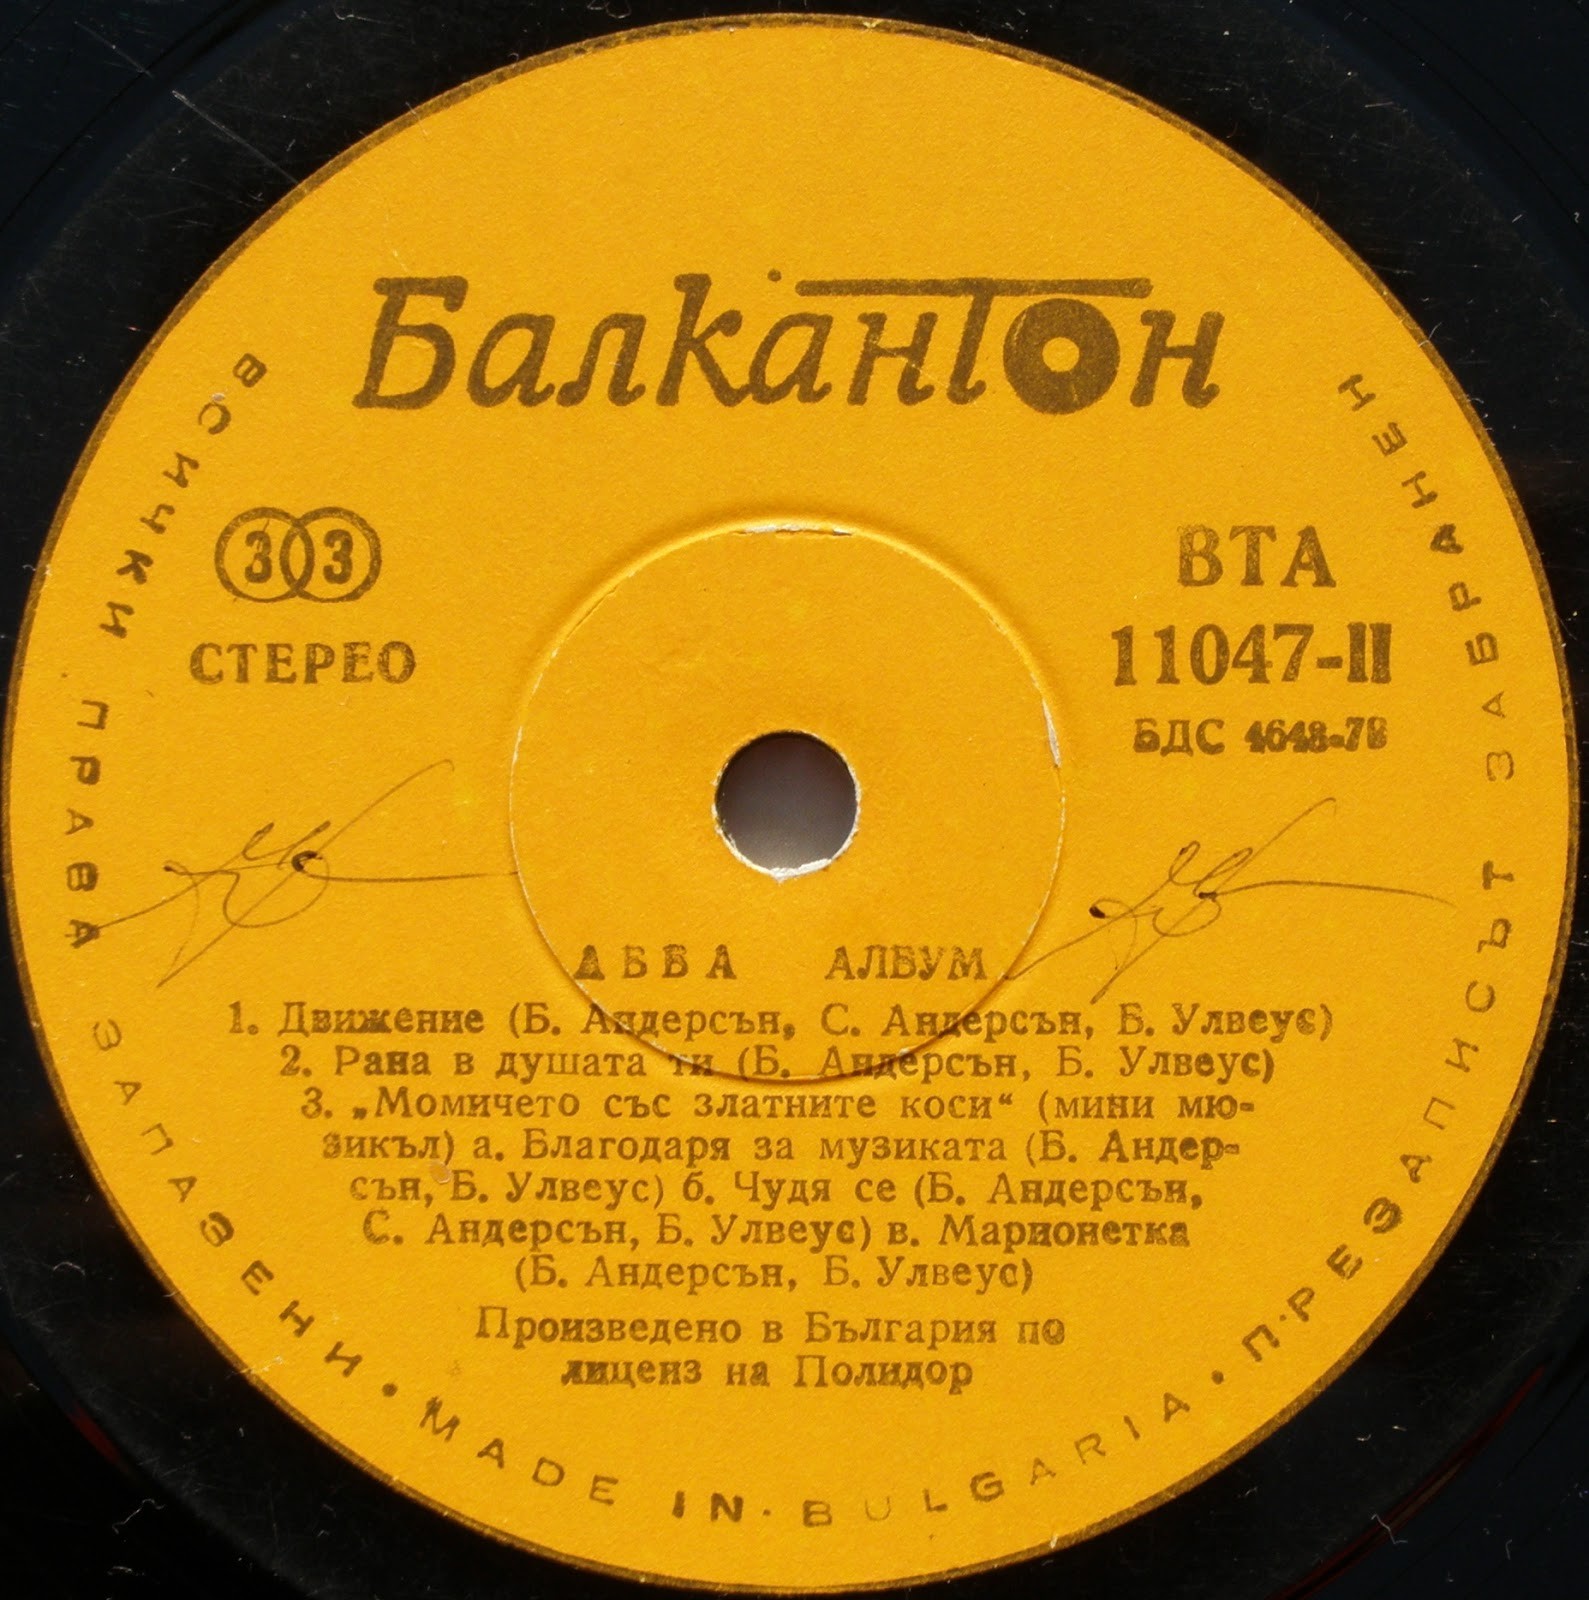 Балкантон
33
СТЕРЕО
ВТА
11047-II
БДС 4648-78
АББА АЛБУМ
1. Движение (Б. Андерсън, С. Андерсън, Б. Улвеус)
2. Рана в душата ти (Б. Андерсън, Б. Улвеус)
3. „Момичето със златните коси“ (мини мю-
зикъл) а. Благодаря за музиката (Б. Андер-
сън, Б. Улвеус) б. Чудя се (Б. Андерсън,
С. Андерсън, Б. Улвеус) в. Марионетка
(Б. Андерсън, Б. Улвеус)
Произведено в България по
лиценз на Полидор
ВСИЧКИ ПРАВА ЗАПАЗЕНИ • MADE IN · BULGARIA • ПРЕЗАПИСЪТ ЗАБРАНЕН